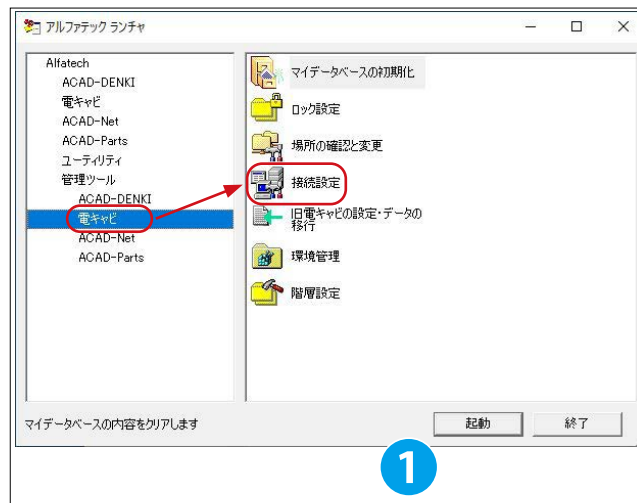 アルファテック ランチャ
Alfatech
ACAD-DENKI
電キャビ
ACAD-Net
ACAD-Parts
ユーティリティ
管理ツール
ACAD-DENKI
電キャビ
ACAD-Net
ACAD-Parts
マイデータベースの初期化
ロック設定
場所の確認と変更
接続設定
旧電キャビの設定・データの
移行
環境管理
階層設定
マイデータベースの内容をクリアします
起動
終了
1